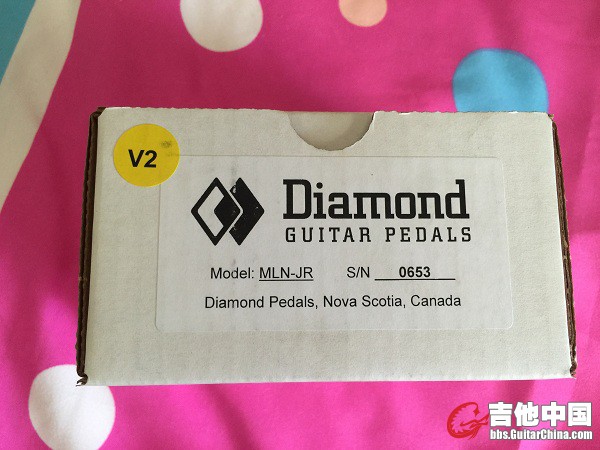 V2
Diamond
GUITAR PEDALS
Model: MLN-JR S/N 0653
Diamond Pedals, Nova Scotia, Canada
吉他中国
bbs.GuitarChina.com